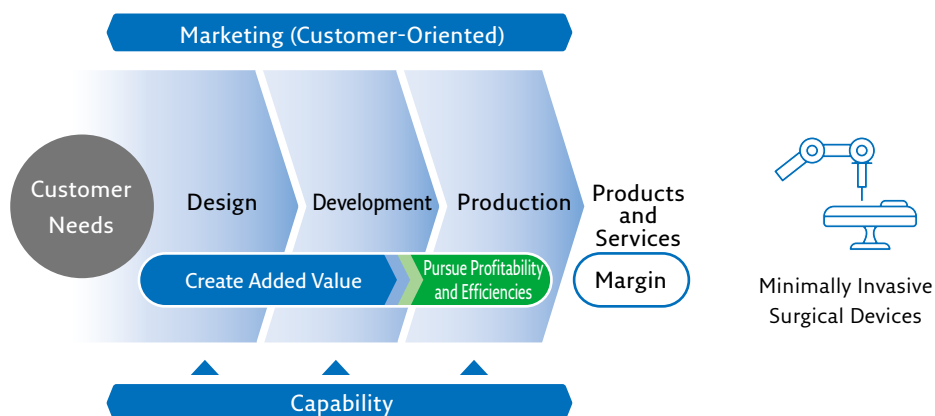 Marketing (Customer-Oriented)
Customer
Needs
Design
Development
Production
Products
and
Services
Create Added Value
Pursue Profitability
and Efficiencies
Margin
Minimally Invasive
Surgical Devices
Capability